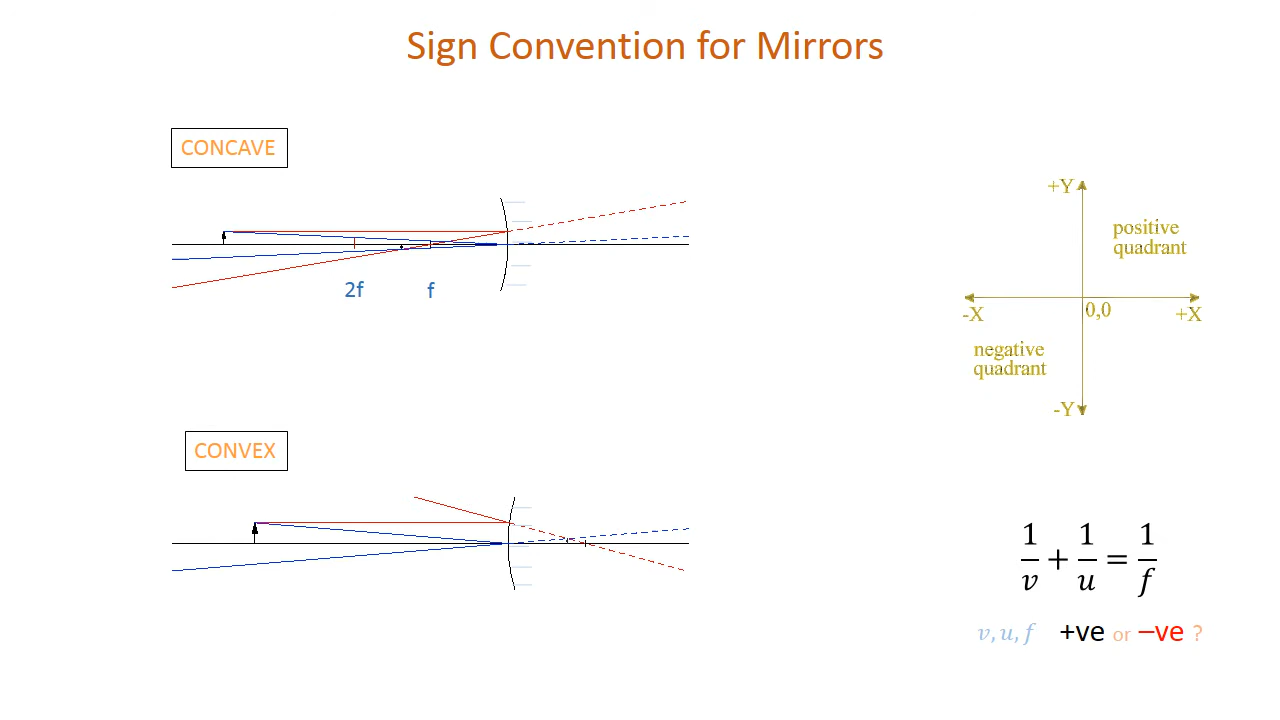 Sign Convention for Mirrors
CONCAVE
2f
f
+Y
positive
quadrant
-X
0,0
+X
negative
quadrant
-Y
CONVEX
1/v + 1/u = 1/f
v, u, f +ve or –ve ?